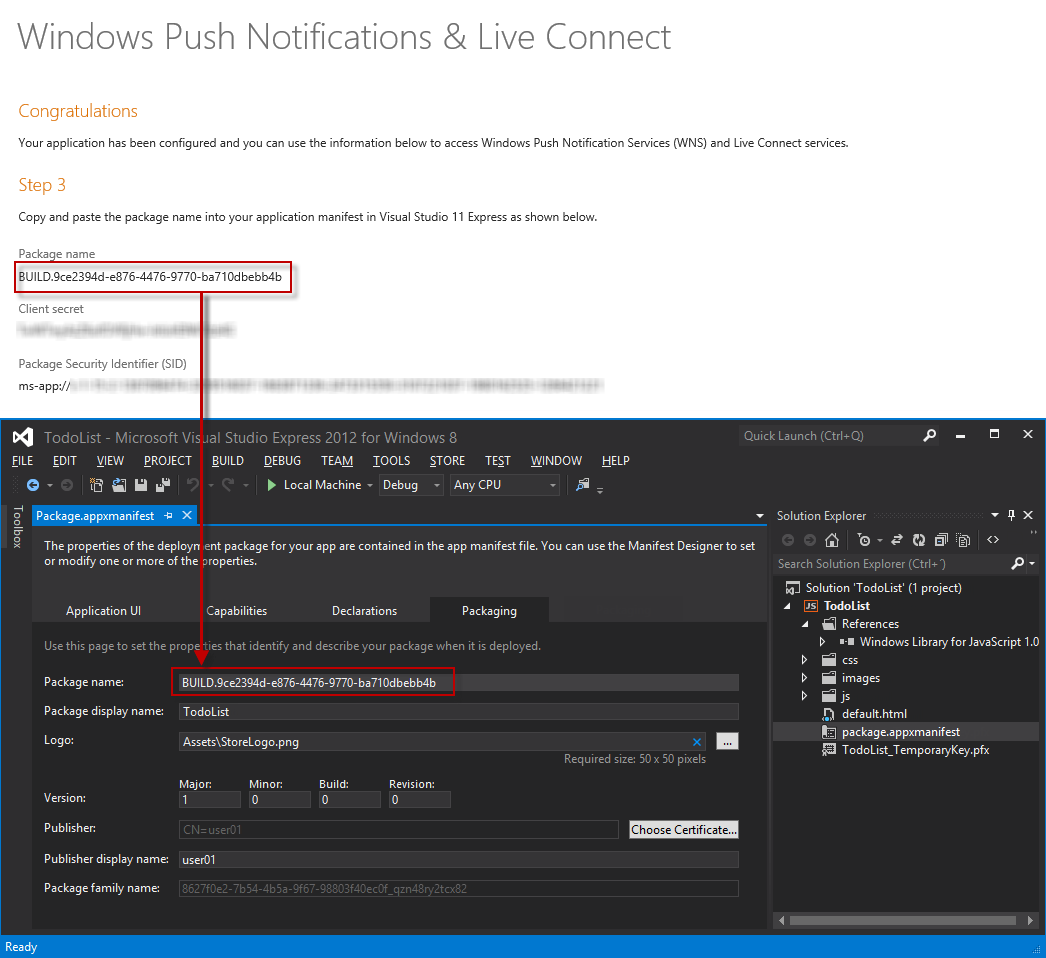 Windows Push Notifications & Live Connect
Congratulations
Your application has been configured and you can use the information below to access Windows Push Notification Services (WNS) and Live Connect services.
Step 3
Copy and paste the package name into your application manifest in Visual Studio 11 Express as shown below.
Package name
BUILD.9ce2394d-e876-4476-9770-ba710dbebb4b
Client secret
Package Security Identifier (SID)
ms-app://
TodoList - Microsoft Visual Studio Express 2012 for Windows 8
Quick Launch (Ctrl+Q)
FILE EDIT VIEW PROJECT BUILD DEBUG TEAM TOOLS STORE TEST WINDOW HELP
Local Machine Debug Any CPU
Toolbox
Package.appxmanifest
The properties of the deployment package for your app are contained in the app manifest file. You can use the Manifest Designer to set
or modify one or more of the properties.
Application UI Capabilities Declarations Packaging
Use this page to set the properties that identify and describe your package when it is deployed.
Package name: BUILD.9ce2394d-e876-4476-9770-ba710dbebb4b
Package display name: TodoList
Logo: Assets\StoreLogo.png ...
Required size: 50 x 50 pixels
Major: Minor: Build: Revision:
Version: 1 0 0 0
Publisher: CN=user01 Choose Certificate...
Publisher display name: user01
Package family name: 8627f0e2-7b54-4b5a-9f67-98803f40ec0f_qzn48ry2tcx82
Solution Explorer
Search Solution Explorer (Ctrl+¨)
Solution 'TodoList' (1 project)
JS TodoList
References
Windows Library for JavaScript 1.0
css
images
js
default.html
package.appxmanifest
TodoList_TemporaryKey.pfx
Ready